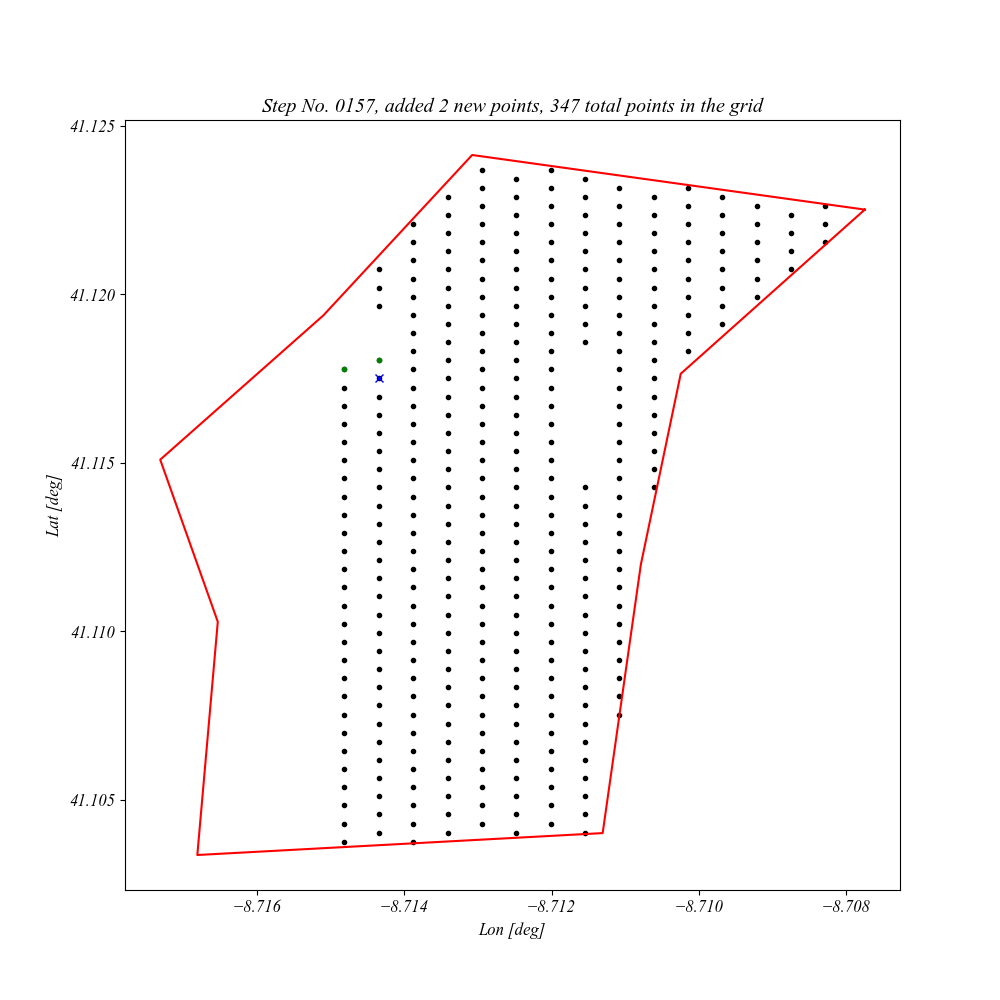 Step No. 0157, added 2 new points, 347 total points in the grid
41.125
41.120
41.115
41.110
41.105
Lat [deg]
−8.716 −8.714 −8.712 −8.710 −8.708
Lon [deg]